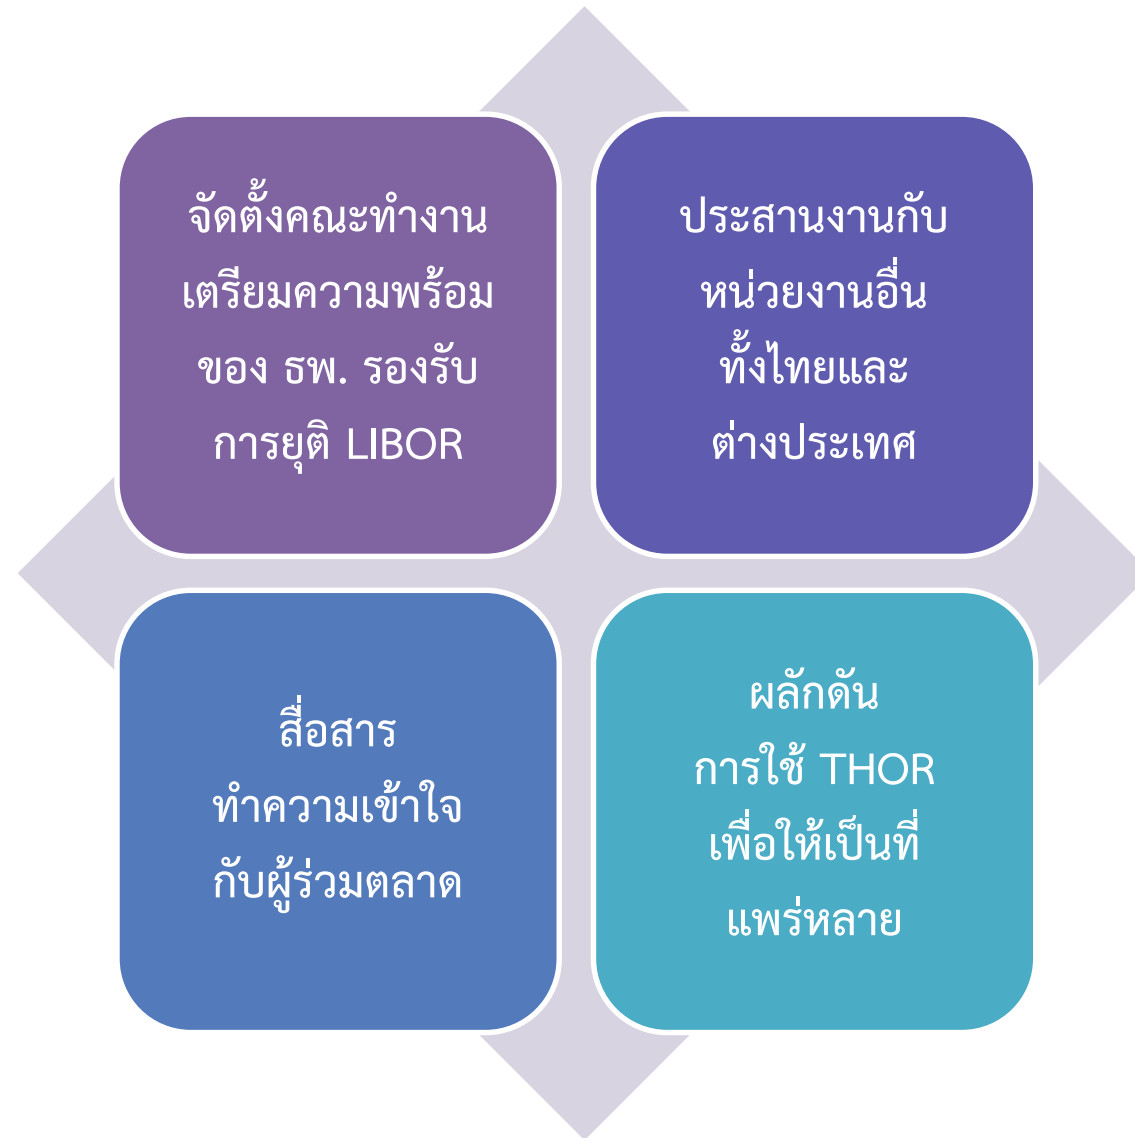 จัดตั้งคณะทำงาน
เตรียมความพร้อม
ของ ธพ. รองรับ
การยุติ LIBOR
ประสานงานกับ
หน่วยงานอื่น
ทั้งไทยและ
ต่างประเทศ
สื่อสาร
ทำความเข้าใจ
กับผู้ร่วมตลาด
ผลักดัน
การใช้ THOR
เพื่อให้เป็นที่
แพร่หลาย